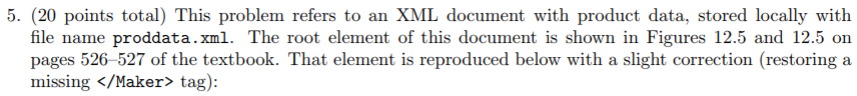 5. (20 points total) This problem refers to an XML document with product data, stored locally with
file name proddata.xml. The root element of this document is shown in Figures 12.5 and 12.5 on
pages 526–527 of the textbook. That element is reproduced below with a slight correction (restoring a
missing </Maker> tag):